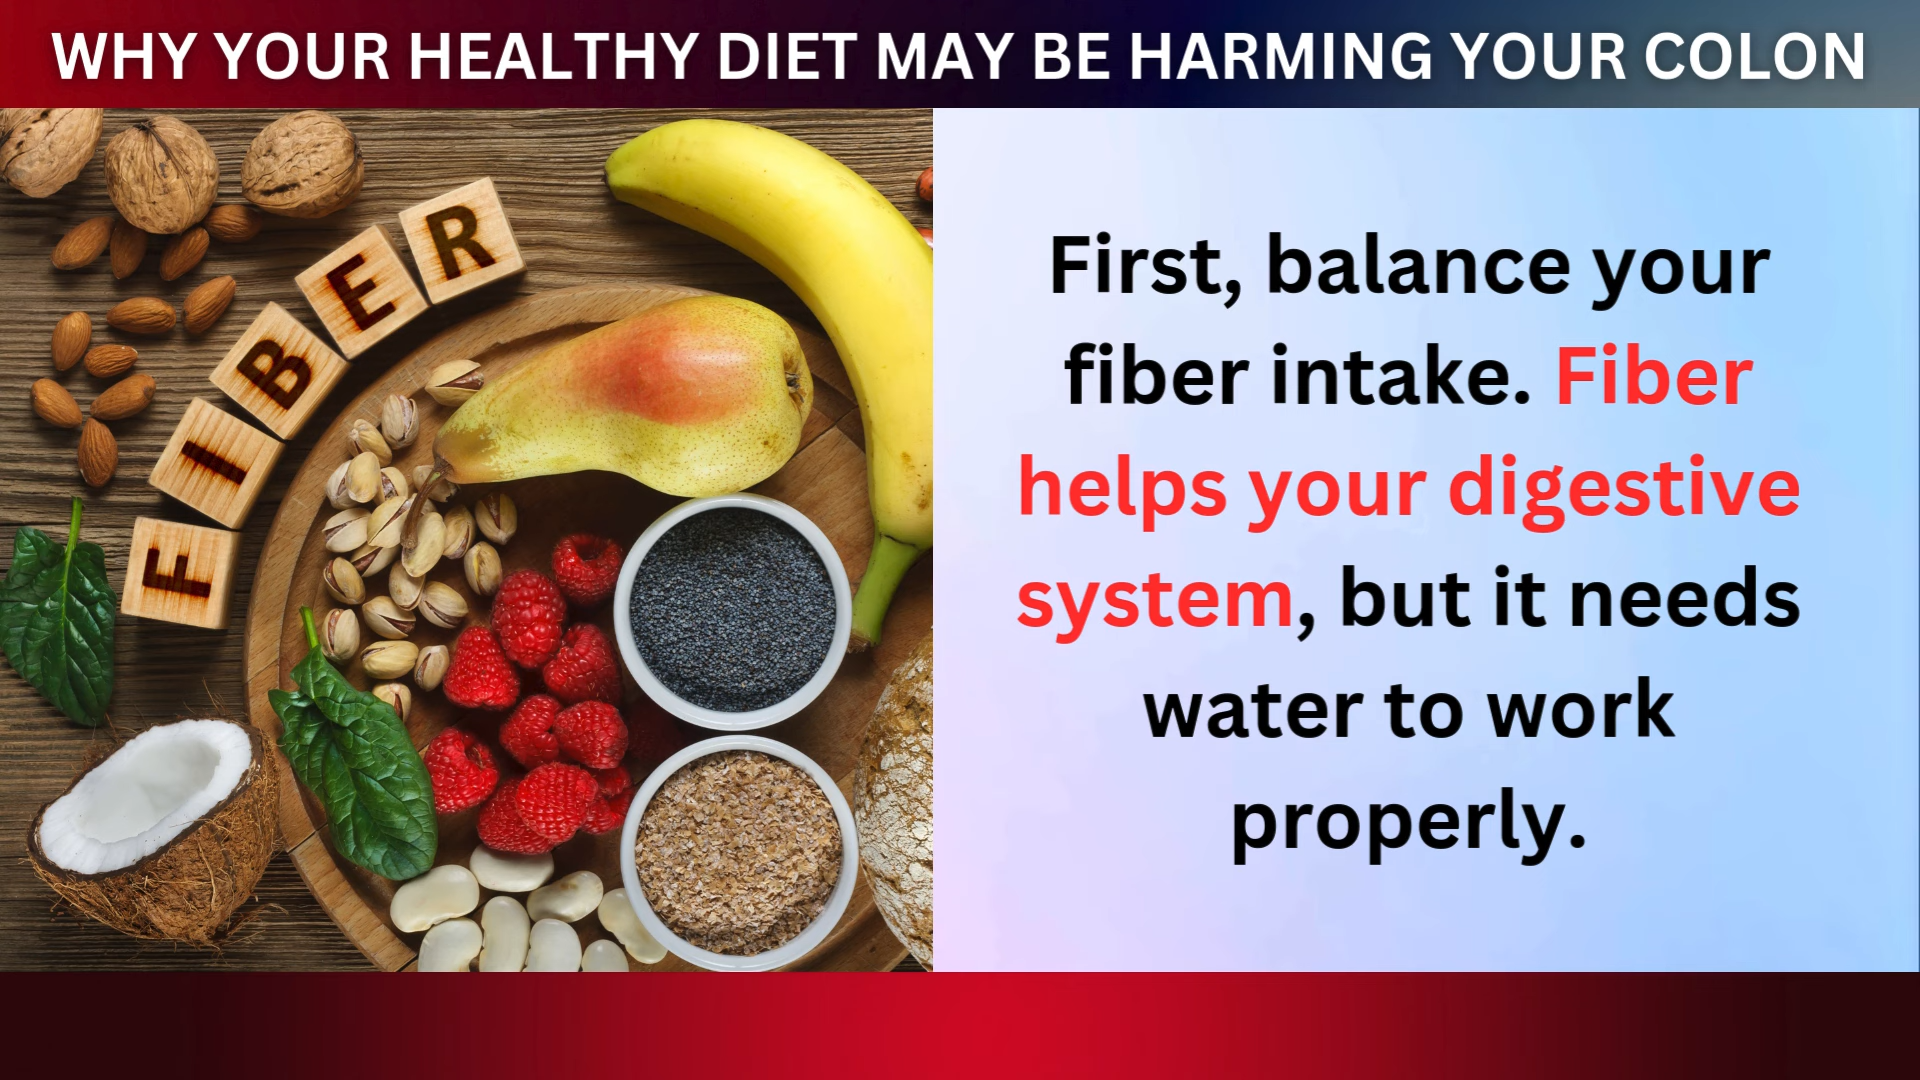 WHY YOUR HEALTHY DIET MAY BE HARMING YOUR COLON
FIBER
First, balance your
fiber intake. Fiber
helps your digestive
system, but it needs
water to work
properly.